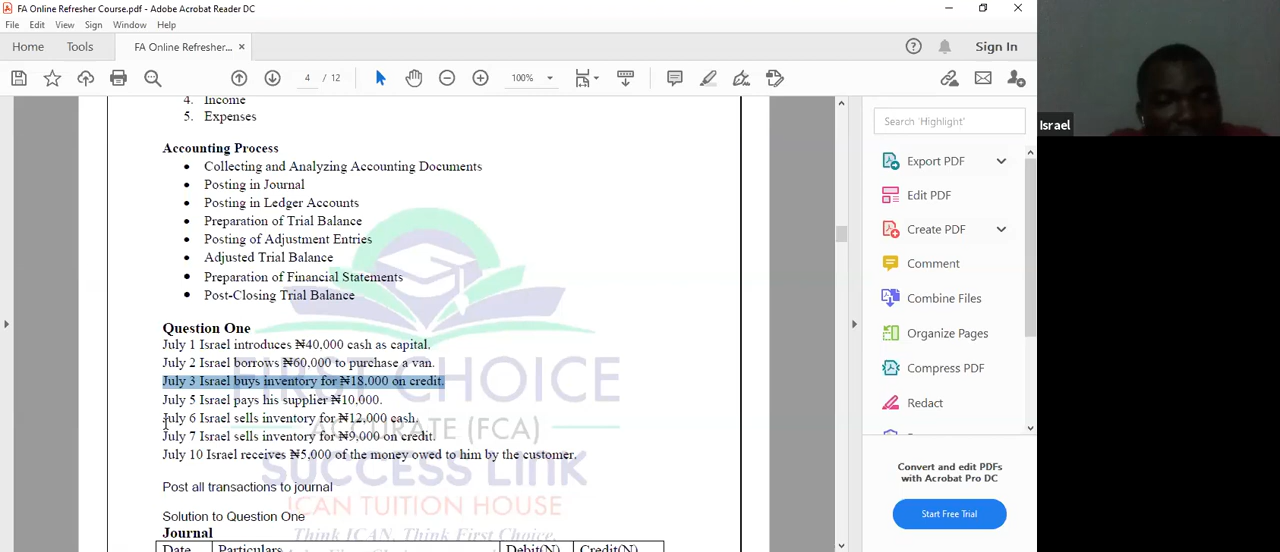 FA Online Refresher Course.pdf - Adobe Acrobat Reader DC
File Edit View Sign Window Help
Home Tools FA Online Refresher... × Sign In
4 / 12 100%
4. Income
5. Expenses
Accounting Process
• Collecting and Analyzing Accounting Documents
• Posting in Journal
• Posting in Ledger Accounts
• Preparation of Trial Balance
• Posting of Adjustment Entries
• Adjusted Trial Balance
• Preparation of Financial Statements
• Post-Closing Trial Balance
Question One
July 1 Israel introduces ₦40,000 cash as capital.
July 2 Israel borrows ₦60,000 to purchase a van.
July 3 Israel buys inventory for ₦18.000 on credit.
July 5 Israel pays his supplier ₦10,000.
July 6 Israel sells inventory for ₦12,000 cash.
July 7 Israel sells inventory for ₦9,000 on credit.
July 10 Israel receives ₦5,000 of the money owed to him by the customer.
Post all transactions to journal
Solution to Question One
Journal
Date Particulars Debit(N) Credit(N)
FIRST CHOICE
ACCURATE (FCA)
SUCCESS LINK
ICAN TUITION HOUSE
Think ICAN, Think First Choice.
Search 'Highlight'
Export PDF
Edit PDF
Create PDF
Comment
Combine Files
Organize Pages
Compress PDF
Redact
Convert and edit PDFs
with Acrobat Pro DC
Start Free Trial
Israel